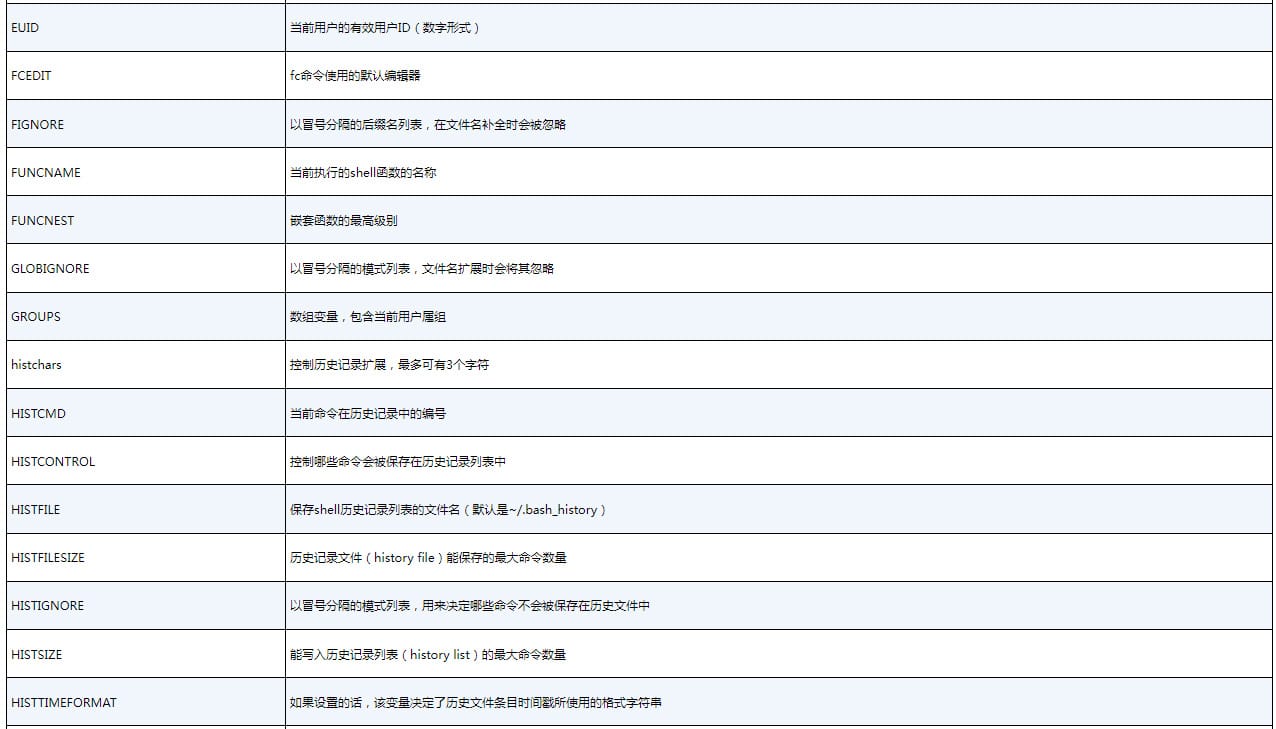 EUID 当前用户的有效用户ID（数字形式）
FCEDIT fc命令使用的默认编辑器
FIGNORE 以冒号分隔的后缀名列表，在文件名补全时会被忽略
FUNCNAME 当前执行的shell函数的名称
FUNCNEST 嵌套函数的最高级别
GLOBIGNORE 以冒号分隔的模式列表，文件名扩展时会将其忽略
GROUPS 数组变量，包含当前用户属组
histchars 控制历史记录扩展，最多可有3个字符
HISTCMD 当前命令在历史记录中的编号
HISTCONTROL 控制哪些命令会被保存在历史记录列表中
HISTFILE 保存shell历史记录列表的文件名（默认是~/.bash_history）
HISTFILESIZE 历史记录文件（history file）能保存的最大命令数量
HISTIGNORE 以冒号分隔的模式列表，用来决定哪些命令不会被保存在历史文件中
HISTSIZE 能写入历史记录列表（history list）的最大命令数量
HISTTIMEFORMAT 如果设置的话，该变量决定了历史文件条目时间戳所使用的格式字符串